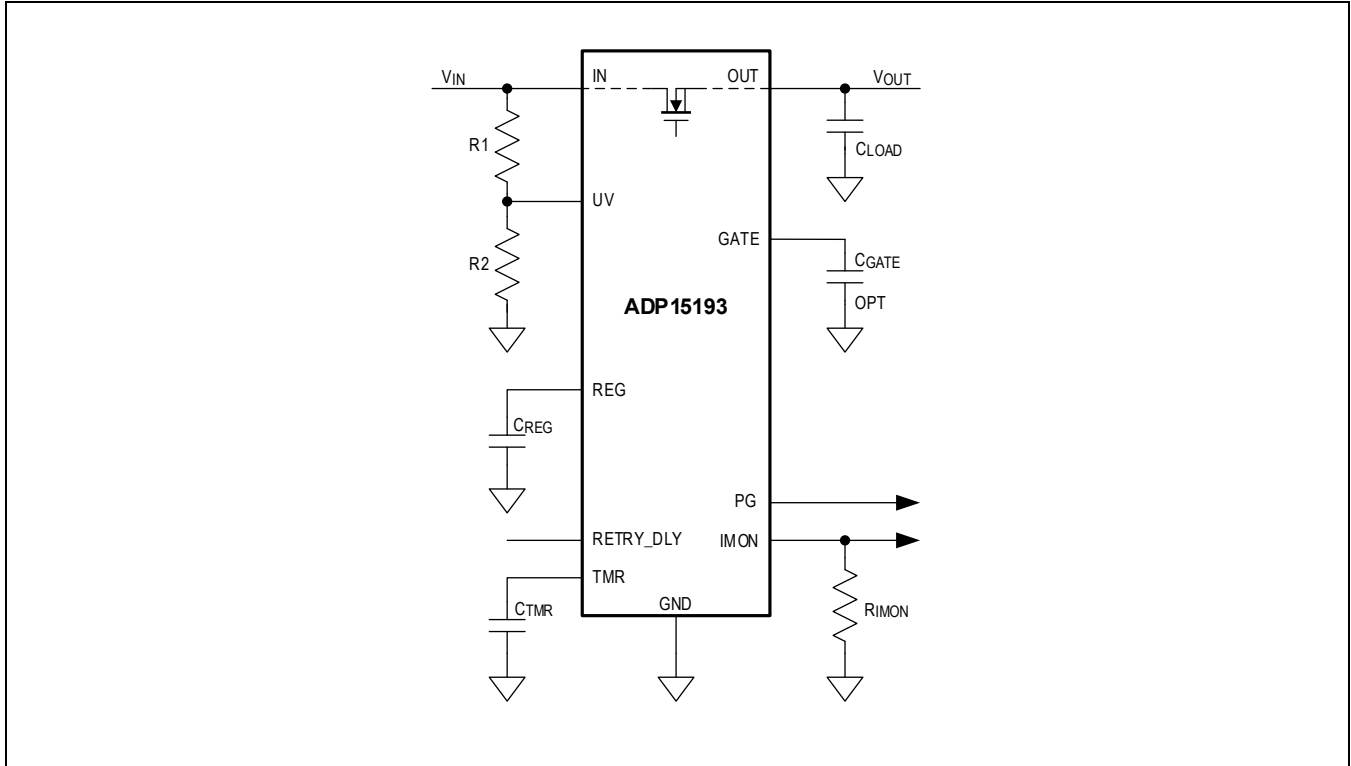 VIN
IN
OUT
VOUT
R1
CLOAD
UV
GATE
R2
CGATE
OPT
ADP15193
REG
CREG
PG
RETRY_DLY
IMON
TMR
CTMR
GND
RIMON